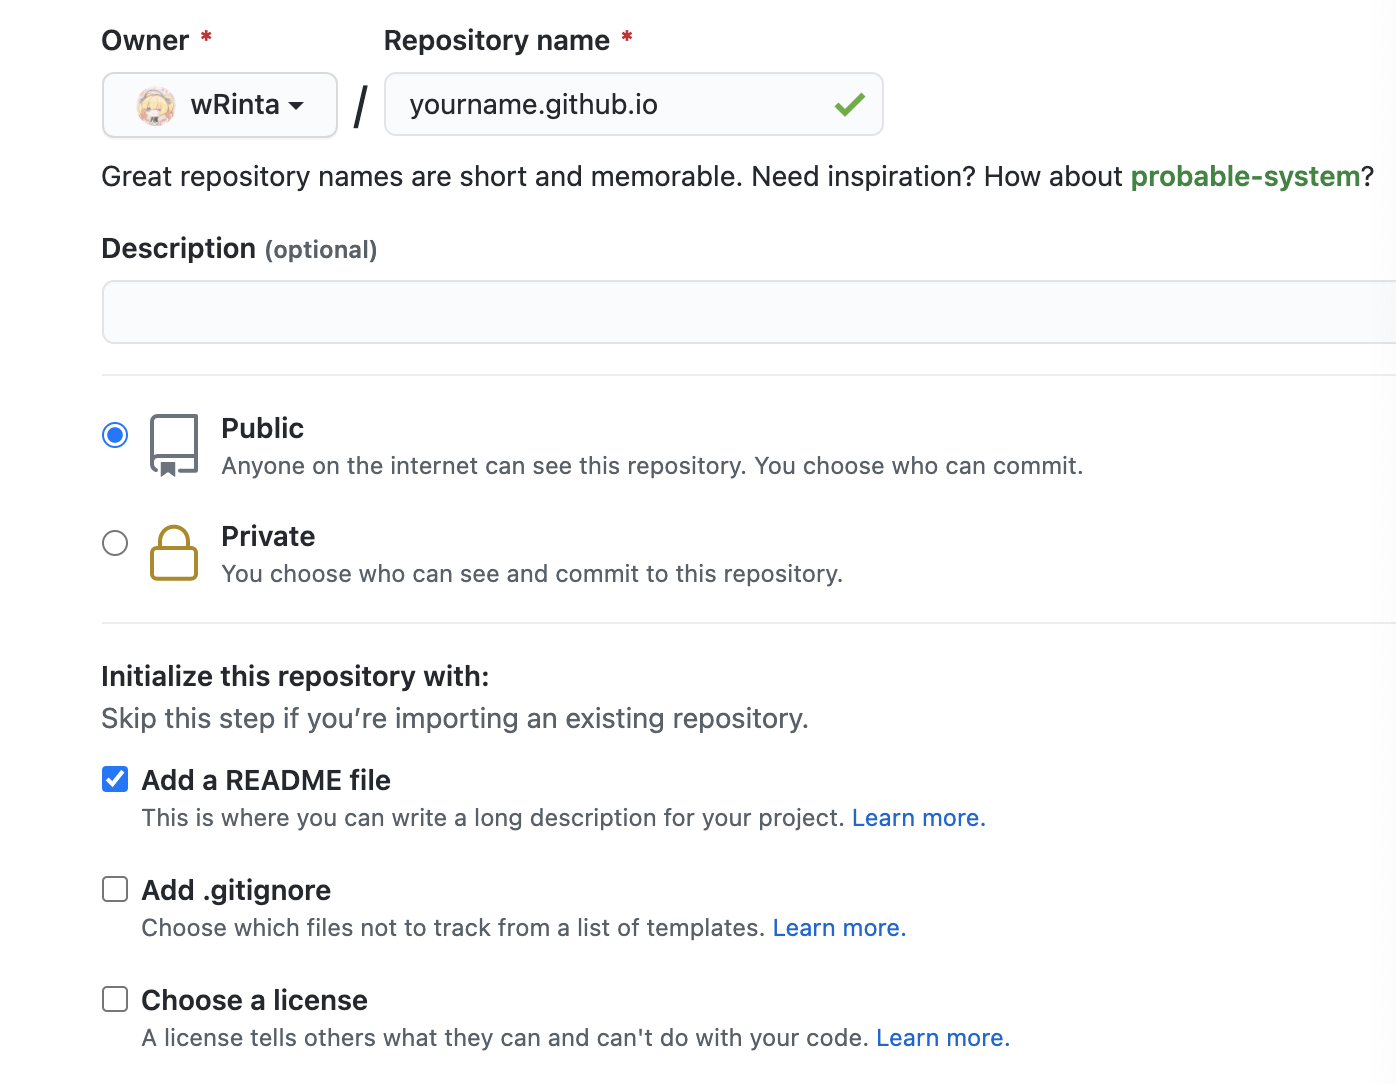 Owner * Repository name *
wRinta / yourname.github.io
Great repository names are short and memorable. Need inspiration? How about probable-system?
Description (optional)
Public
Anyone on the internet can see this repository. You choose who can commit.
Private
You choose who can see and commit to this repository.
Initialize this repository with:
Skip this step if you’re importing an existing repository.
Add a README file
This is where you can write a long description for your project. Learn more.
Add .gitignore
Choose which files not to track from a list of templates. Learn more.
Choose a license
A license tells others what they can and can't do with your code. Learn more.